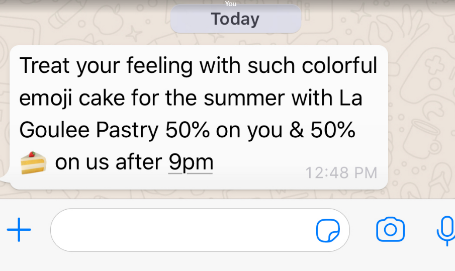 You
Today
Treat your feeling with such colorful
emoji cake for the summer with La
Goulee Pastry 50% on you & 50%
🍰 on us after 9pm
12:48 PM